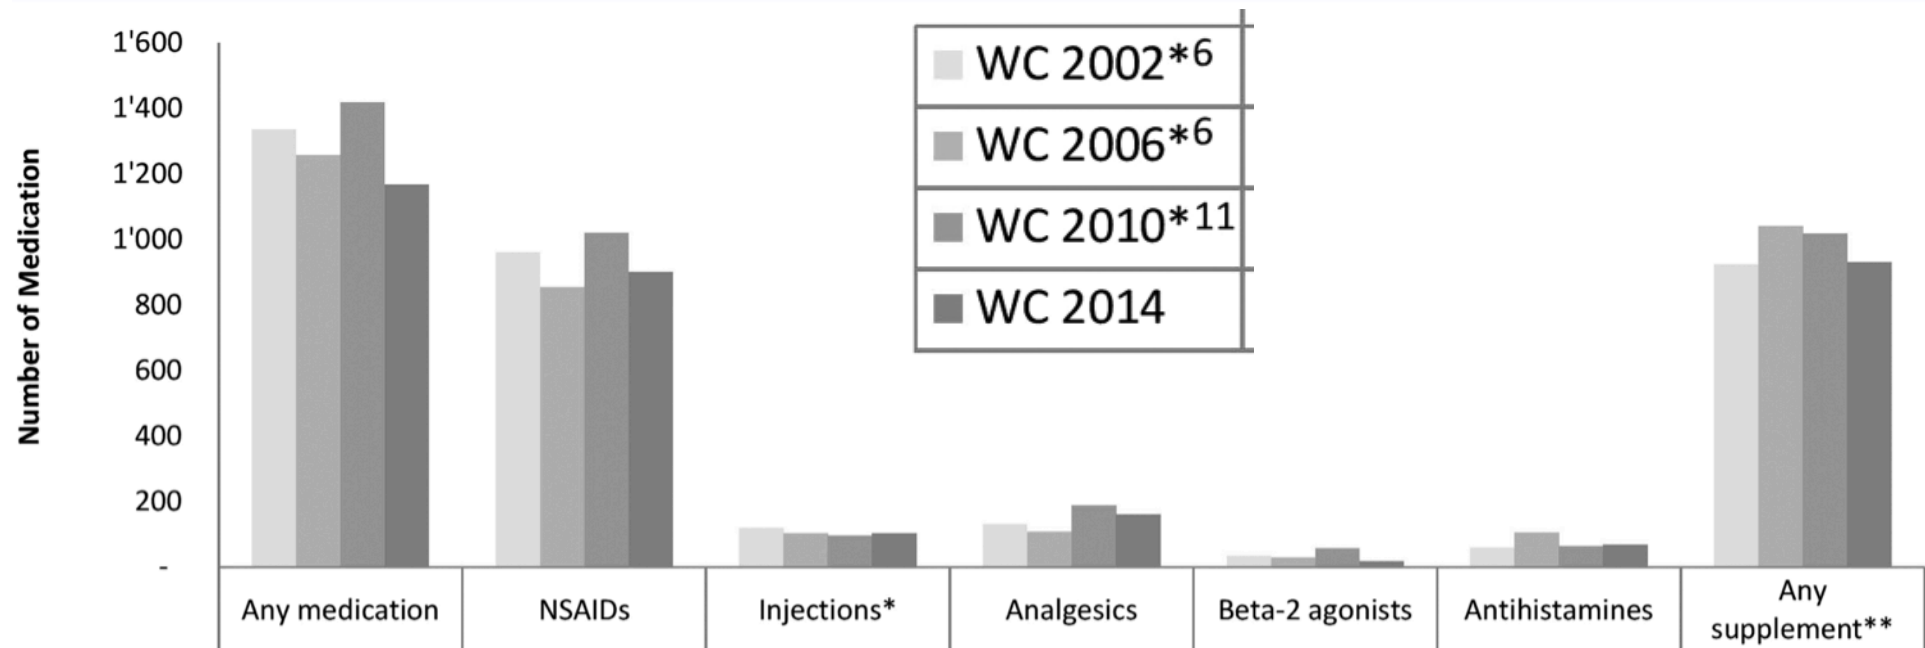 Number of Medication
1'600
1'400
1'200
1'000
800
600
400
200
-
WC 2002*6
WC 2006*6
WC 2010*11
WC 2014
Any medication
NSAIDs
Injections*
Analgesics
Beta-2 agonists
Antihistamines
Any
supplement**